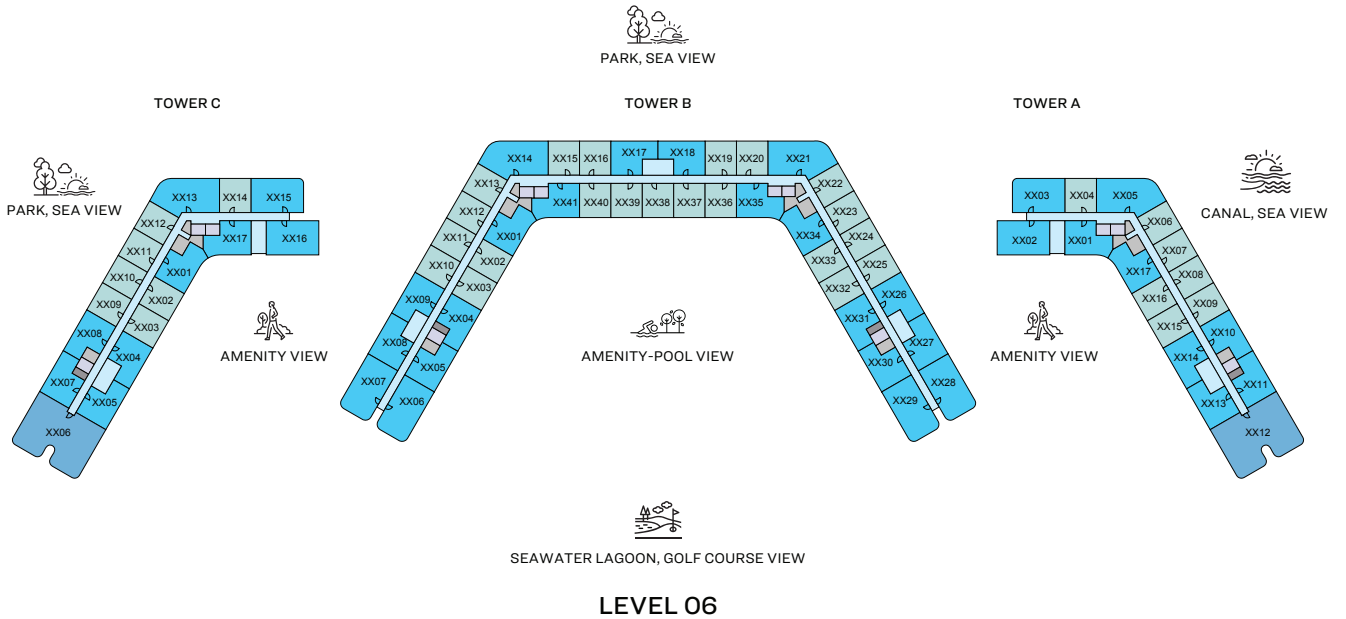 PARK, SEA VIEW
TOWER C
TOWER B
TOWER A
PARK, SEA VIEW
CANAL, SEA VIEW
XX13
XX14
XX15
XX12
XX17
XX16
XX11
XX01
XX10
XX02
XX09
XX03
XX08
XX04
XX07
XX05
XX06
XX14
XX15
XX16
XX17
XX18
XX19
XX20
XX21
XX13
XX41
XX40
XX39
XX38
XX37
XX36
XX35
XX22
XX12
XX01
XX34
XX23
XX11
XX02
XX33
XX24
XX10
XX03
XX32
XX25
XX09
XX04
XX31
XX26
XX08
XX05
XX30
XX27
XX07
XX06
XX29
XX28
XX03
XX04
XX05
XX02
XX01
XX06
XX17
XX07
XX16
XX08
XX15
XX09
XX14
XX10
XX13
XX11
XX12
AMENITY VIEW
AMENITY-POOL VIEW
AMENITY VIEW
SEAWATER LAGOON, GOLF COURSE VIEW
LEVEL 06